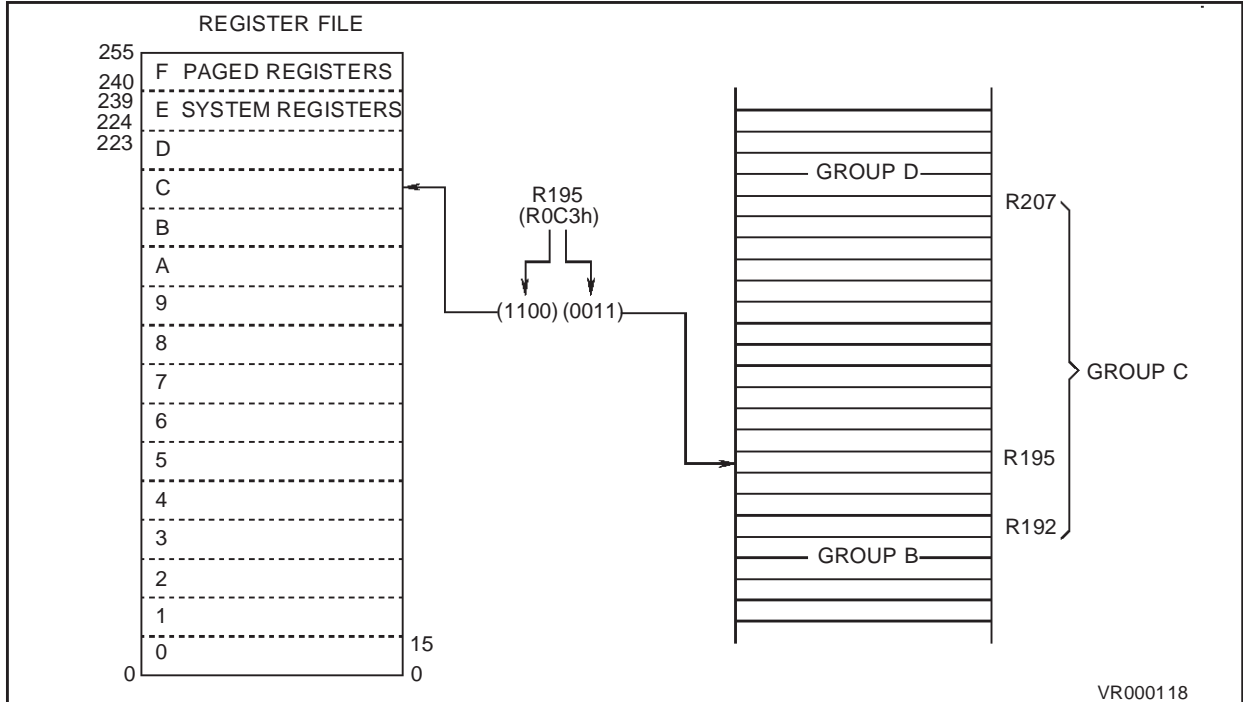 REGISTER FILE
255
240
239
224
223
F PAGED REGISTERS
E SYSTEM REGISTERS
D
C
B
A
9
8
7
6
5
4
3
2
1
0
15
0
0
R195
(R0C3h)
(1100) (0011)
GROUP D
R207
GROUP C
R195
R192
GROUP B
VR000118